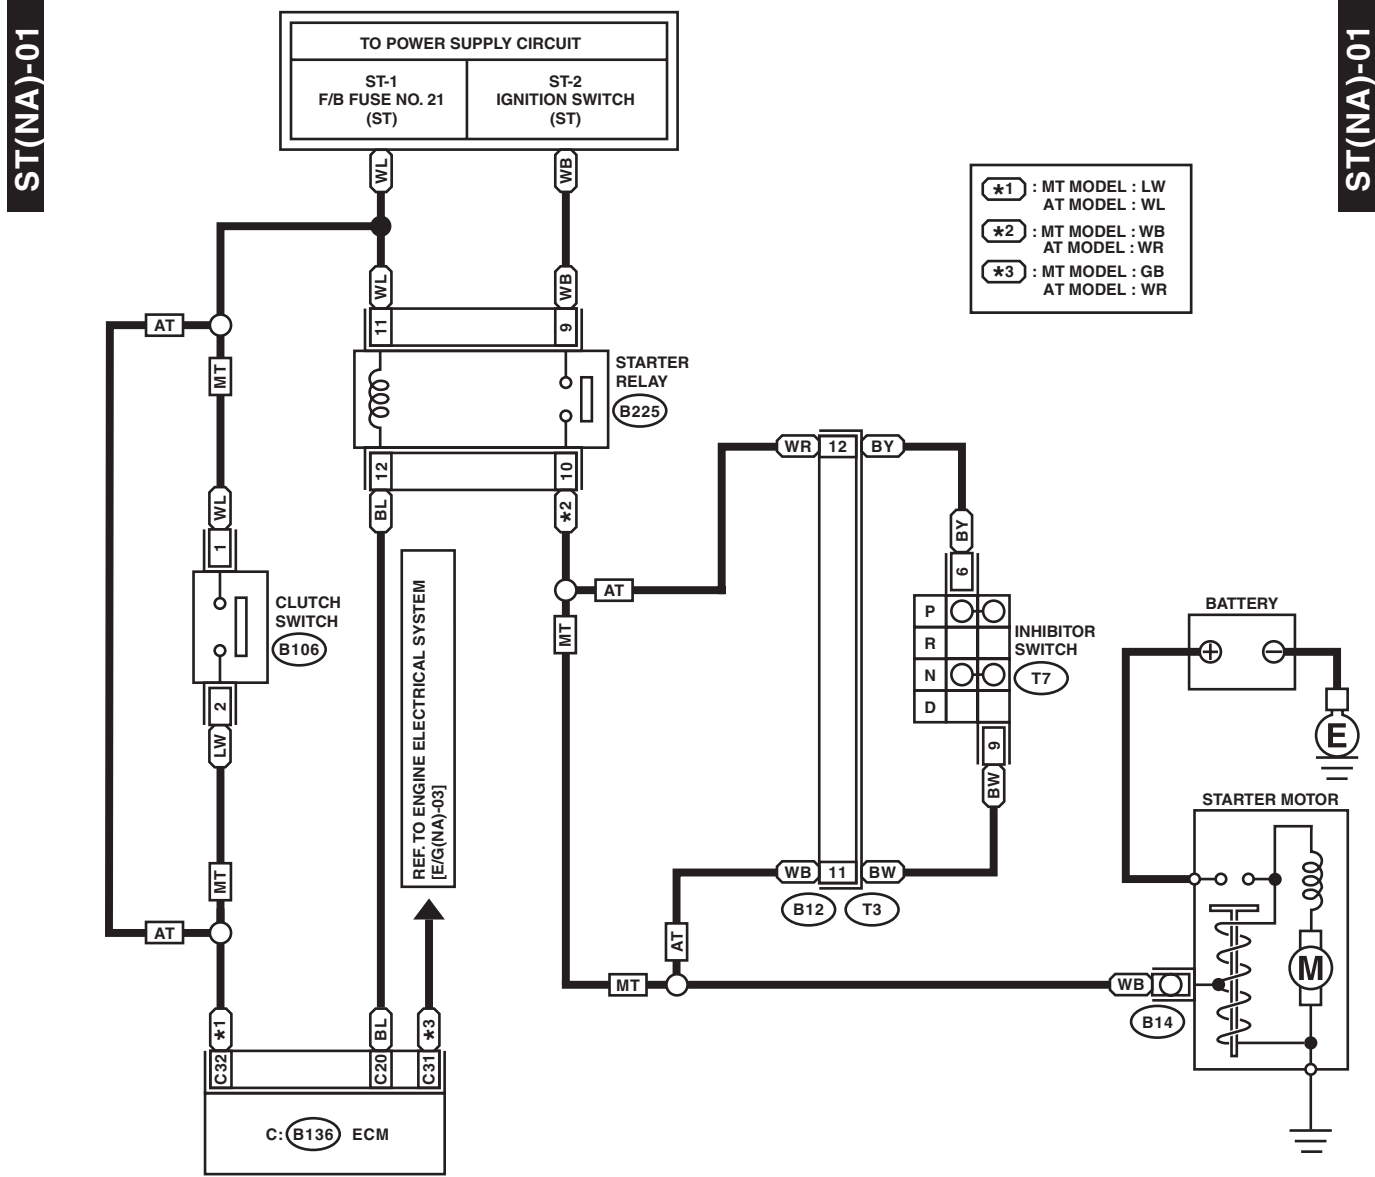 ST(NA)-01
ST(NA)-01
TO POWER SUPPLY CIRCUIT
ST-1
F/B FUSE NO. 21
(ST)
ST-2
IGNITION SWITCH
(ST)
WL
WB
*1 : MT MODEL : LW
AT MODEL : WL
*2 : MT MODEL : WB
AT MODEL : WR
*3 : MT MODEL : GB
AT MODEL : WR
WL
WB
11
9
AT
MT
STARTER
RELAY
B225
12
10
BL
*2
WR
12
BY
WL
1
BY
6
CLUTCH
SWITCH
B106
2
LW
REF. TO ENGINE ELECTRICAL SYSTEM
[E/G(NA)-03]
AT
MT
P
R
N
D
INHIBITOR
SWITCH
T7
9
BW
BATTERY
+
−
E
STARTER MOTOR
M
MT
AT
WB
11
BW
B12
T3
AT
MT
WB
B14
*1
BL
*3
C32
C20
C31
C: B136 ECM